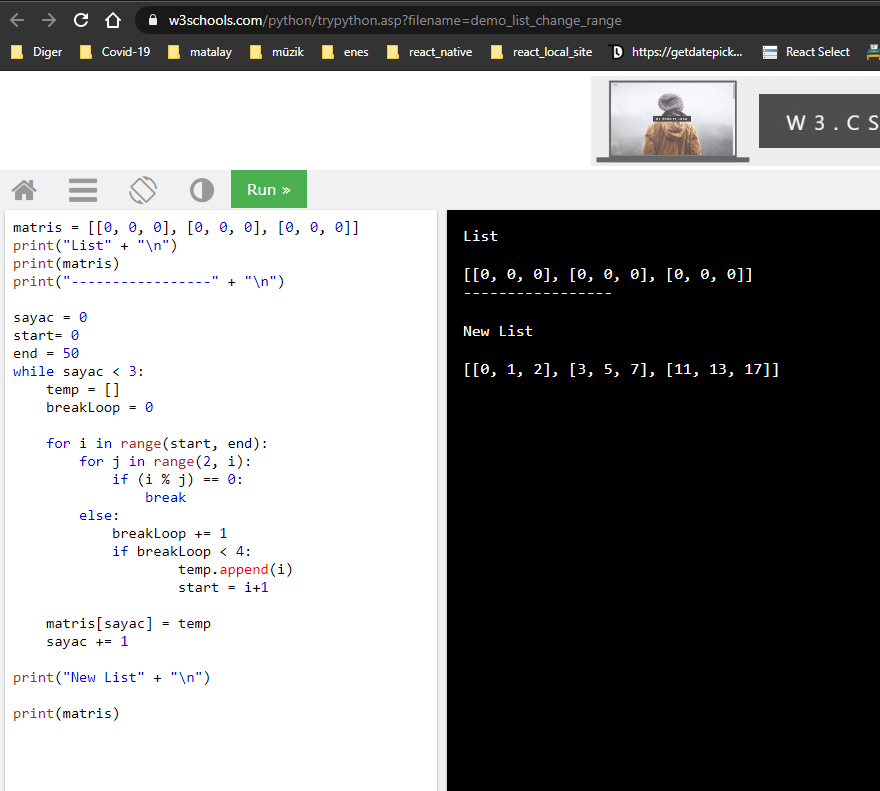 w3schools.com/python/trypython.asp?filename=demo_list_change_range
Diger Covid-19 matalay müzik enes react_native react_local_site https://getdatepick... React Select
W 3 . C S
Run »
matris = [[0, 0, 0], [0, 0, 0], [0, 0, 0]]
print("List" + "\n")
print(matris)
print("-----------------" + "\n")
sayac = 0
start= 0
end = 50
while sayac < 3:
    temp = []
    breakLoop = 0
    for i in range(start, end):
        for j in range(2, i):
            if (i % j) == 0:
                break
        else:
            breakLoop += 1
            if breakLoop < 4:
                    temp.append(i)
                    start = i+1
    matris[sayac] = temp
    sayac += 1
print("New List" + "\n")
print(matris)
List
[[0, 0, 0], [0, 0, 0], [0, 0, 0]]
-----------------
New List
[[0, 1, 2], [3, 5, 7], [11, 13, 17]]